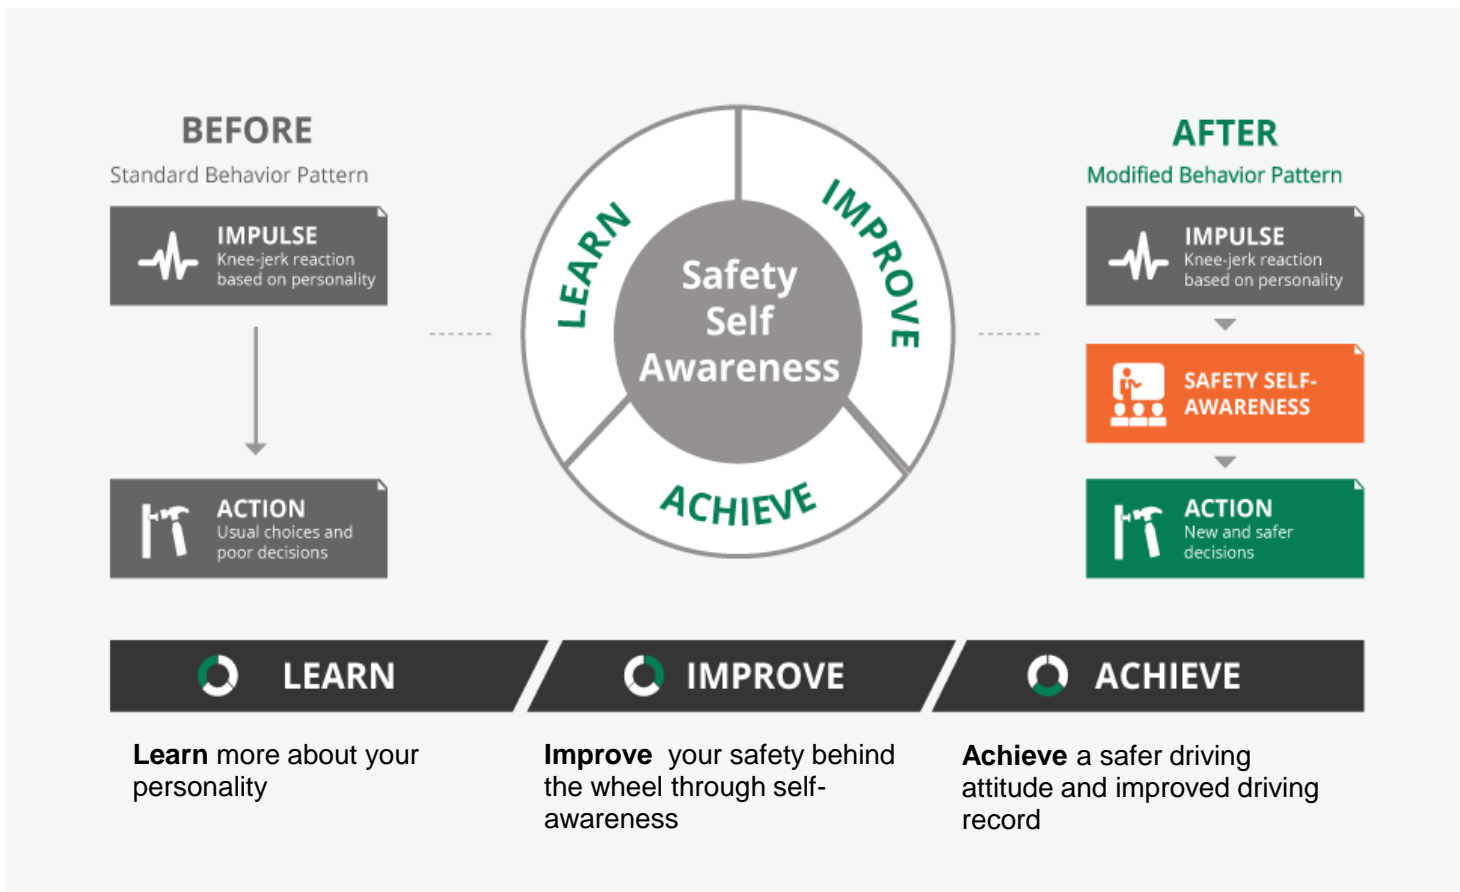 BEFORE
Standard Behavior Pattern
IMPULSE
Knee-jerk reaction
based on personality
ACTION
Usual choices and
poor decisions
LEARN
IMPROVE
ACHIEVE
Safety
Self
Awareness
AFTER
Modified Behavior Pattern
IMPULSE
Knee-jerk reaction
based on personality
SAFETY SELF-
AWARENESS
ACTION
New and safer
decisions
LEARN
Learn more about your
personality
IMPROVE
Improve your safety behind
the wheel through self-
awareness
ACHIEVE
Achieve a safer driving
attitude and improved driving
record